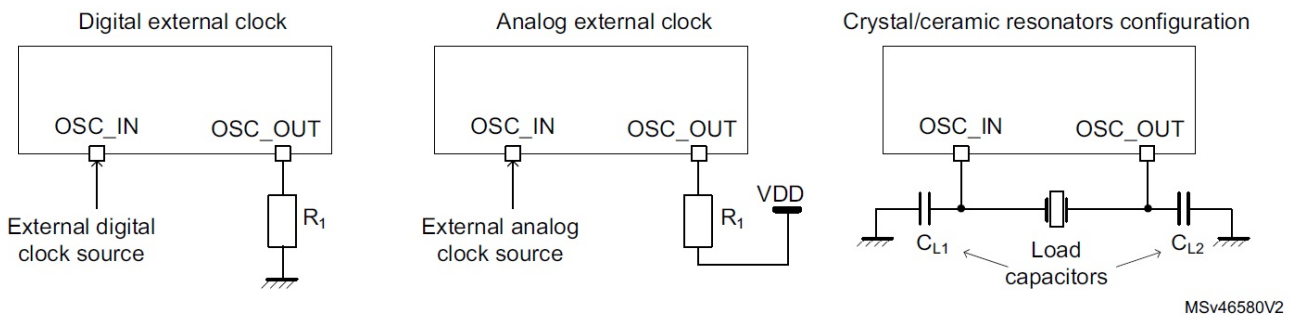 Digital external clock
Analog external clock
Crystal/ceramic resonators configuration
OSC_IN
OSC_OUT
OSC_IN
OSC_OUT
OSC_IN
OSC_OUT
External digital
clock source
R1
External analog
clock source
R1
VDD
CL1
Load
capacitors
CL2
MSv46580V2